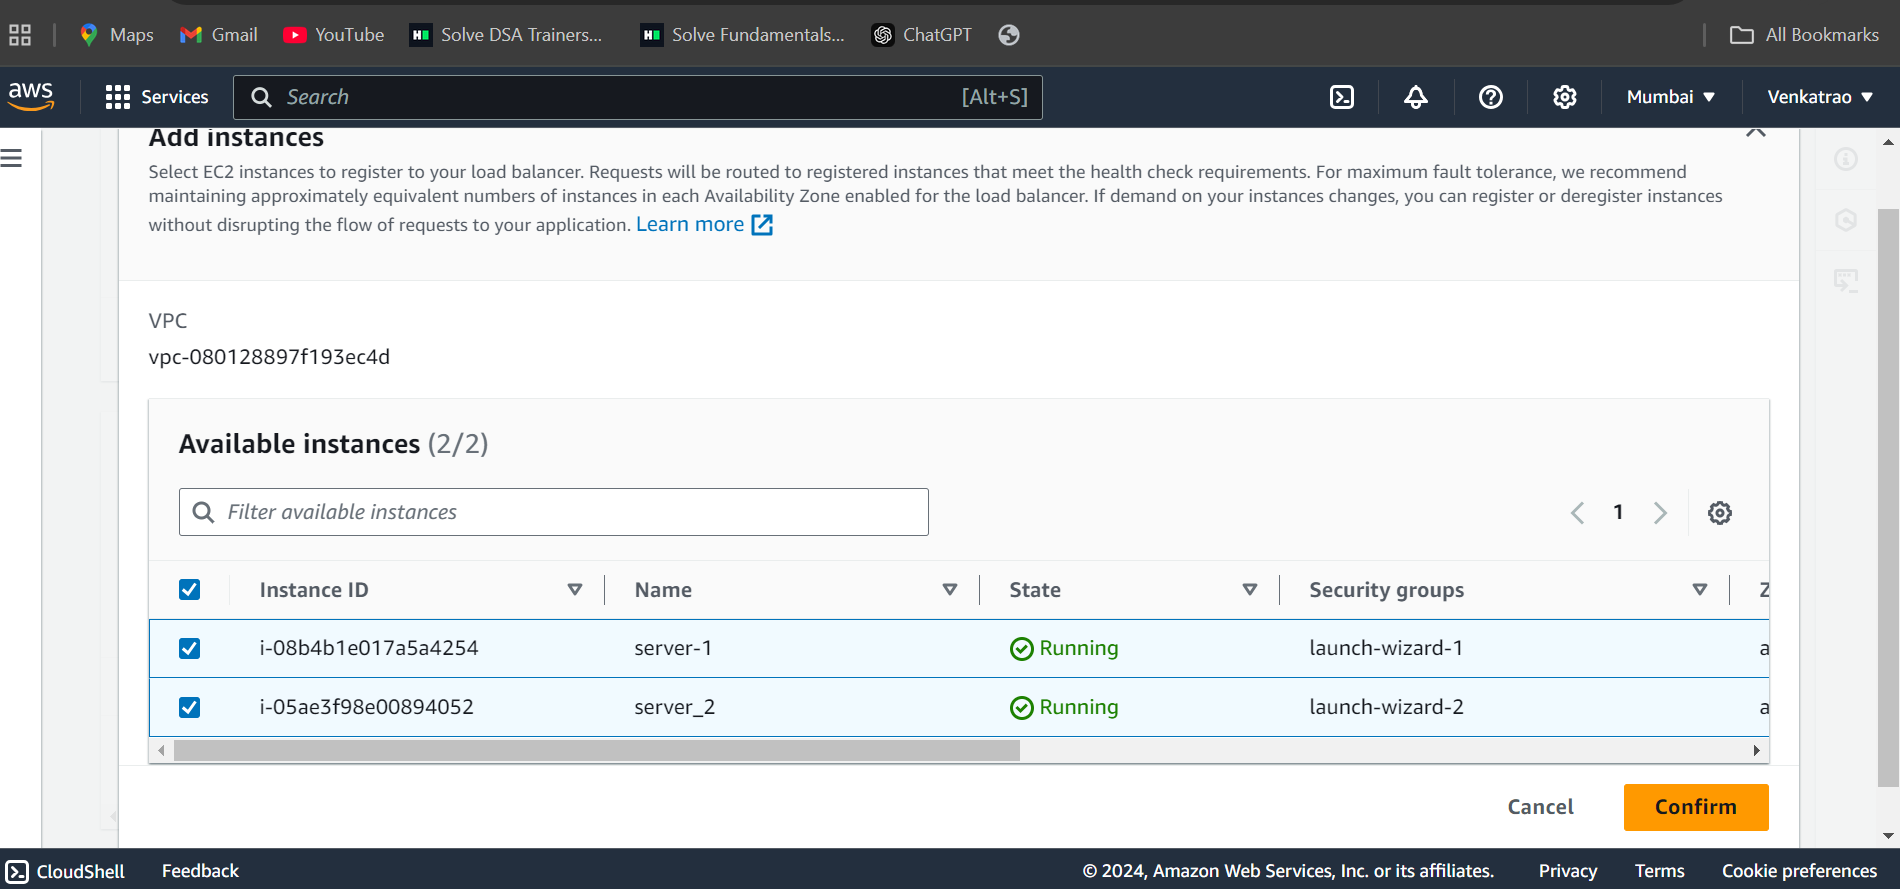 Maps
Gmail
YouTube
Solve DSA Trainers...
Solve Fundamentals...
ChatGPT
All Bookmarks
aws
Services
Search
[Alt+S]
Mumbai
Venkatrao
Add instances
Select EC2 instances to register to your load balancer. Requests will be routed to registered instances that meet the health check requirements. For maximum fault tolerance, we recommend
maintaining approximately equivalent numbers of instances in each Availability Zone enabled for the load balancer. If demand on your instances changes, you can register or deregister instances
without disrupting the flow of requests to your application. Learn more
VPC
vpc-080128897f193ec4d
Available instances (2/2)
Filter available instances
1
Instance ID
Name
State
Security groups
Z
i-08b4b1e017a5a4254
server-1
Running
launch-wizard-1
a
i-05ae3f98e00894052
server_2
Running
launch-wizard-2
a
Cancel
Confirm
CloudShell
Feedback
© 2024, Amazon Web Services, Inc. or its affiliates.
Privacy
Terms
Cookie preferences